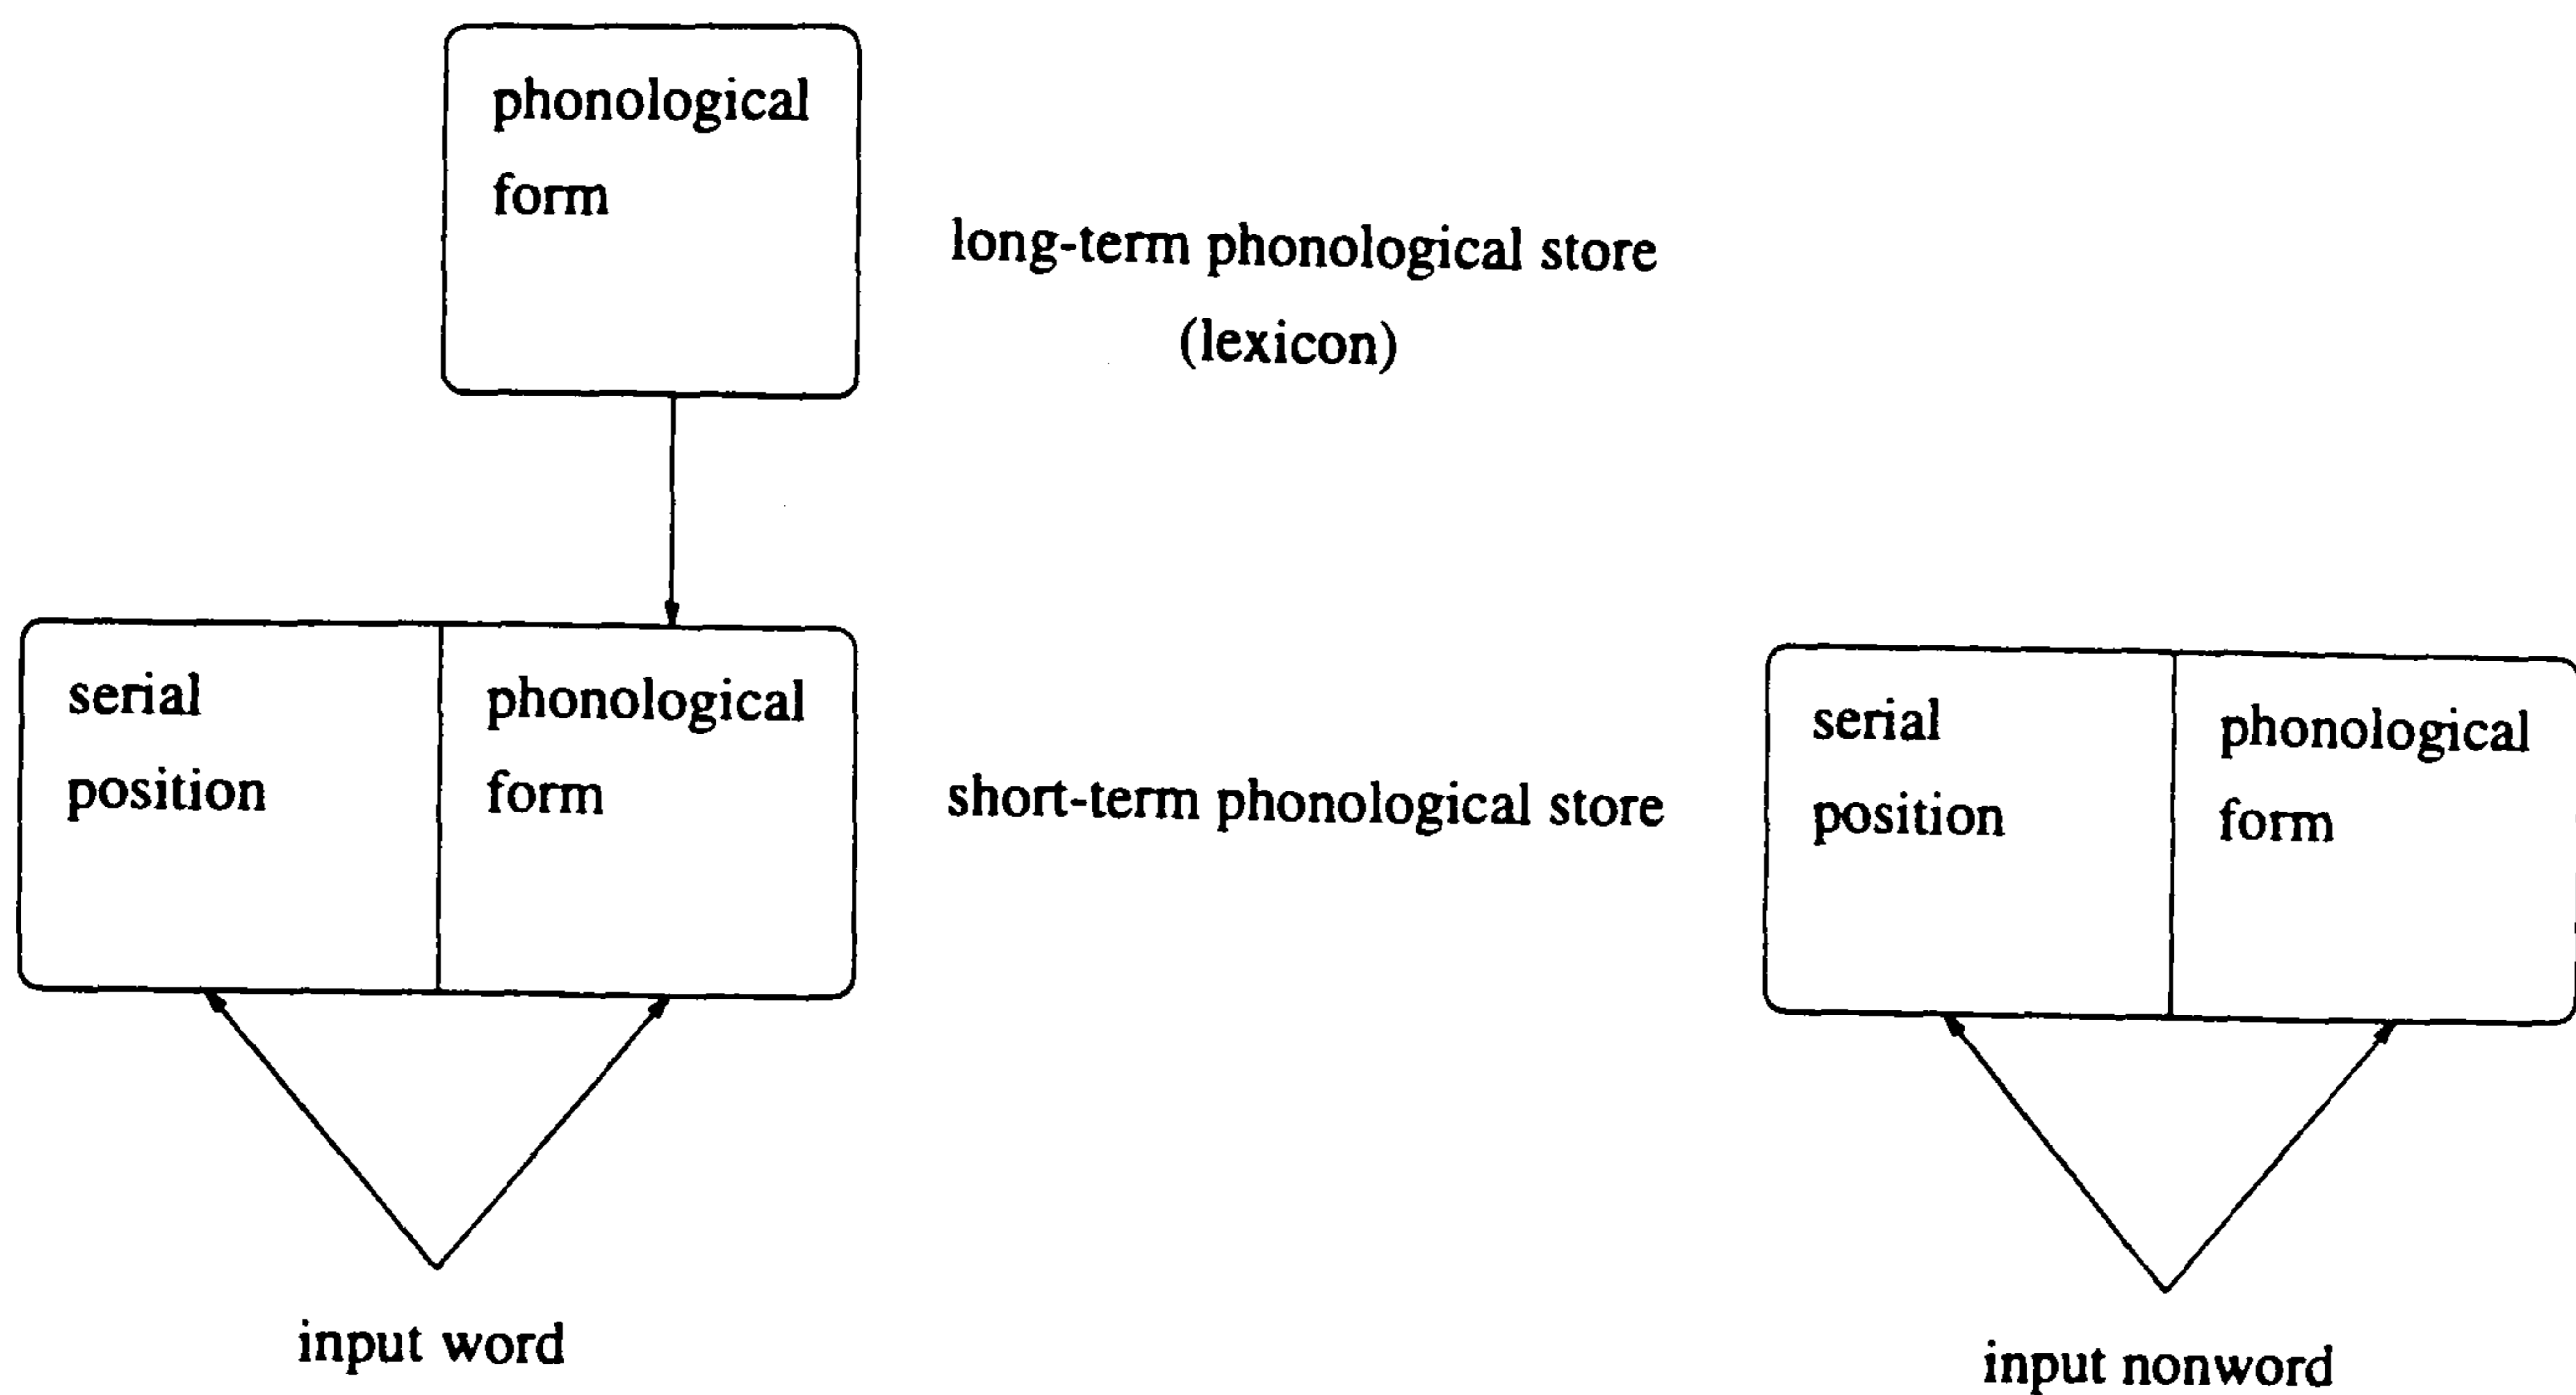 phonological
form
long-term phonological store
(lexicon)
serial
position
phonological
form
short-term phonological store
serial
position
phonological
form
input word
input nonword